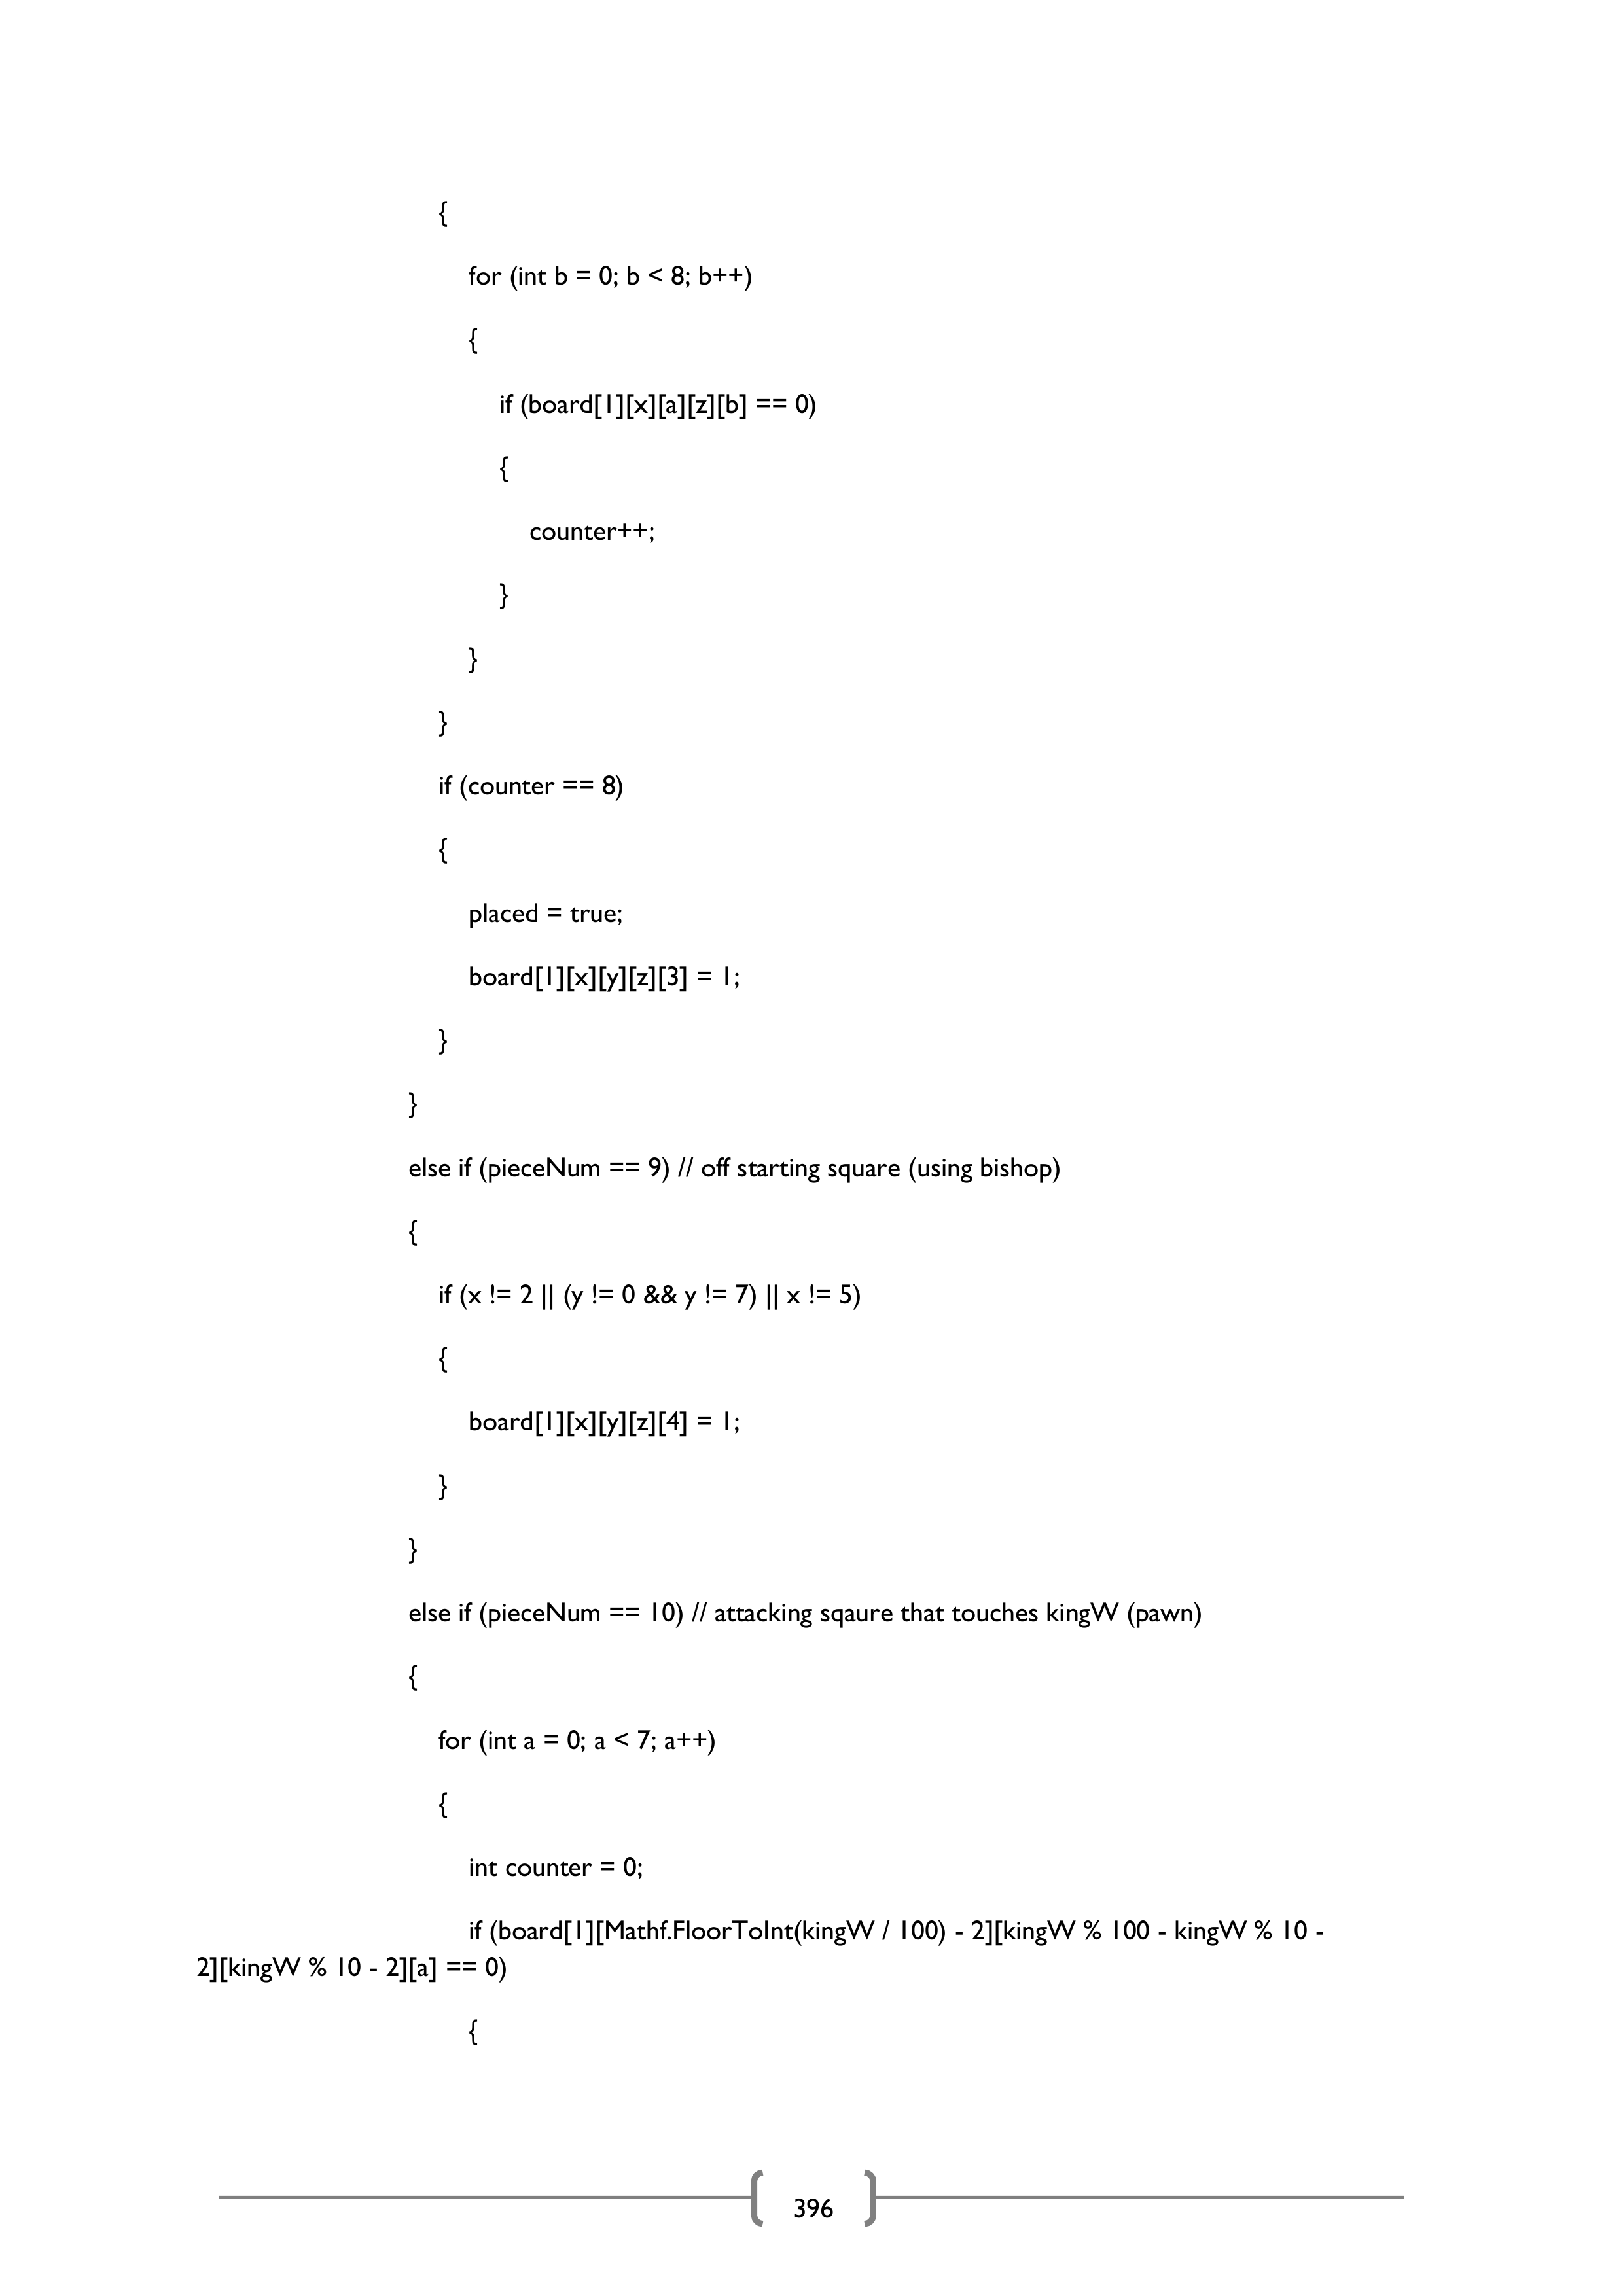 {
for (int b = 0; b < 8; b++)
{
if (board[1][x][a][z][b] == 0)
{
counter++;
}
}
}
if (counter == 8)
{
placed = true;
board[1][x][y][z][3] = 1;
}
}
else if (pieceNum == 9) // off starting square (using bishop)
{
if (x != 2 || (y != 0 && y != 7) || x != 5)
{
board[1][x][y][z][4] = 1;
}
}
else if (pieceNum == 10) // attacking sqaure that touches kingW (pawn)
{
for (int a = 0; a < 7; a++)
{
int counter = 0;
if (board[1][Mathf.FloorToInt(kingW / 100) - 2][kingW % 100 - kingW % 10 -
2][kingW % 10 - 2][a] == 0)
{
396